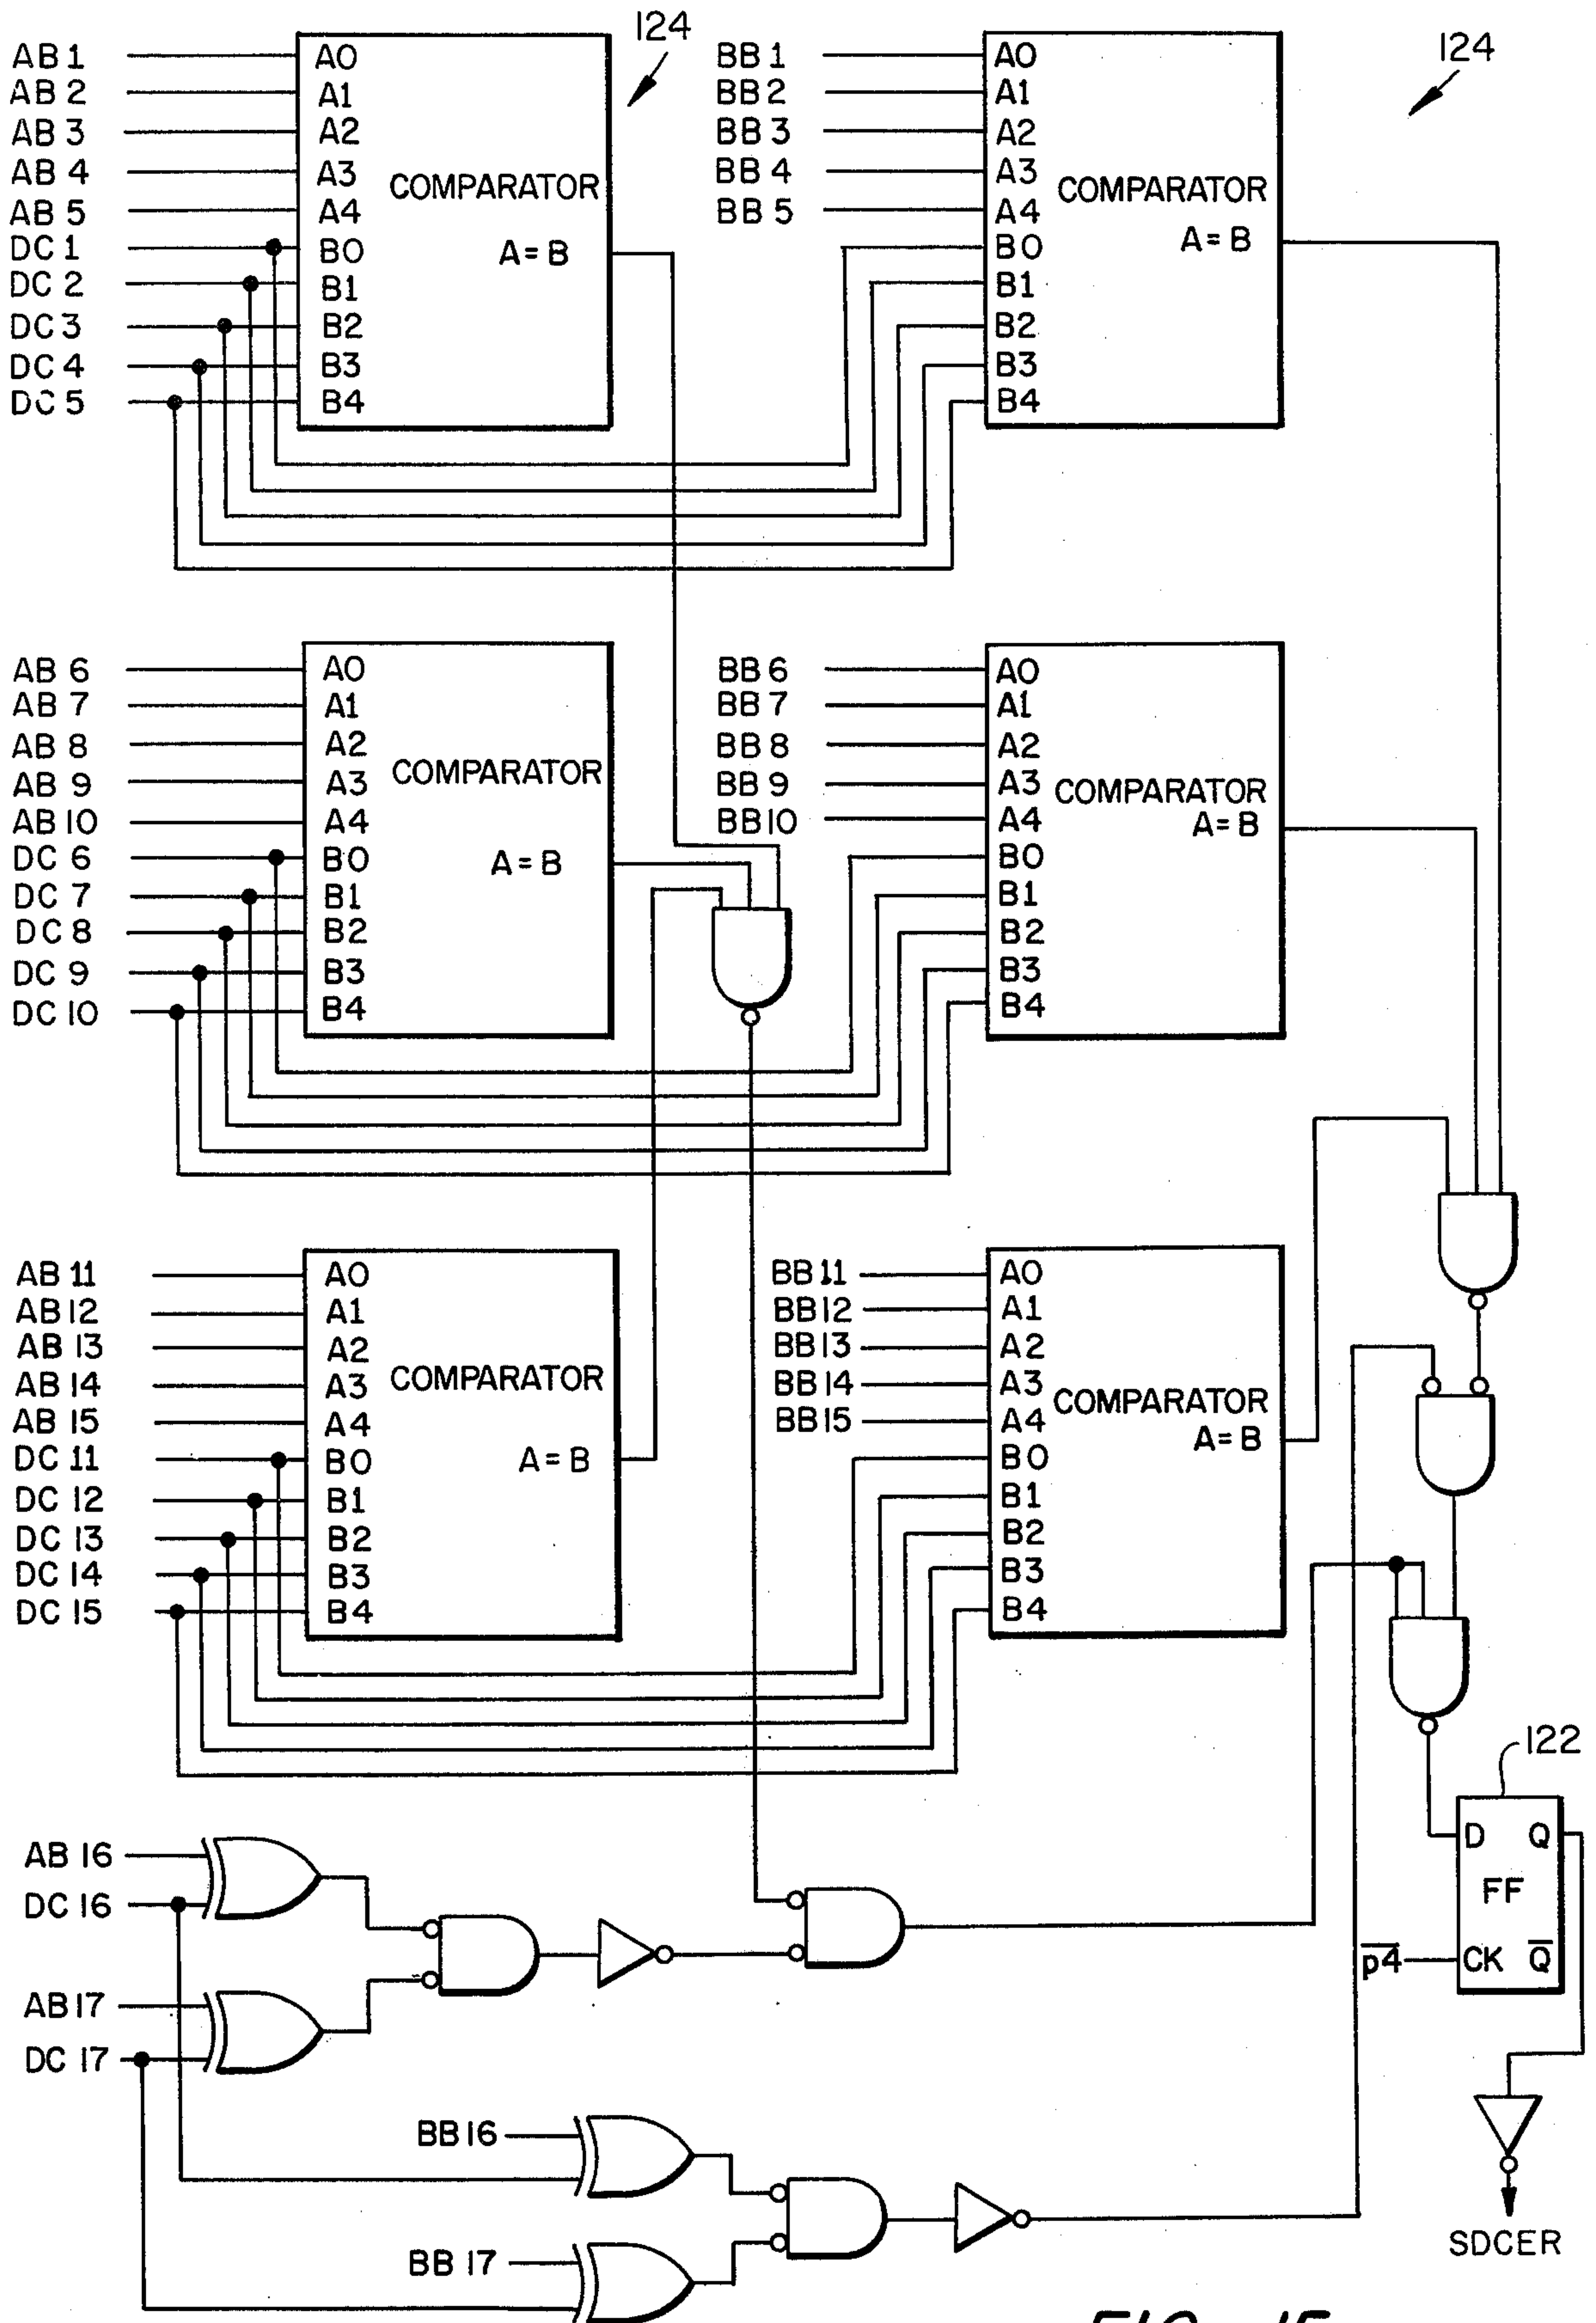 124
124
AB 1
AB 2
AB 3
AB 4
AB 5
DC 1
DC 2
DC 3
DC 4
DC 5
A0
A1
A2
A3
A4
B0
B1
B2
B3
B4
COMPARATOR
A = B
BB 1
BB 2
BB 3
BB 4
BB 5
A0
A1
A2
A3
A4
B0
B1
B2
B3
B4
COMPARATOR
A = B
AB 6
AB 7
AB 8
AB 9
AB 10
DC 6
DC 7
DC 8
DC 9
DC 10
A0
A1
A2
A3
A4
B0
B1
B2
B3
B4
COMPARATOR
A = B
BB 6
BB 7
BB 8
BB 9
BB 10
A0
A1
A2
A3
A4
B0
B1
B2
B3
B4
COMPARATOR
A = B
AB 11
AB 12
AB 13
AB 14
AB 15
DC 11
DC 12
DC 13
DC 14
DC 15
A0
A1
A2
A3
A4
B0
B1
B2
B3
B4
COMPARATOR
A = B
BB 11
BB 12
BB 13
BB 14
BB 15
A0
A1
A2
A3
A4
B0
B1
B2
B3
B4
COMPARATOR
A = B
122
D Q
FF
p̅4̅
CK Q̅
SDCER
AB 16
DC 16
AB 17
DC 17
BB 16
BB 17